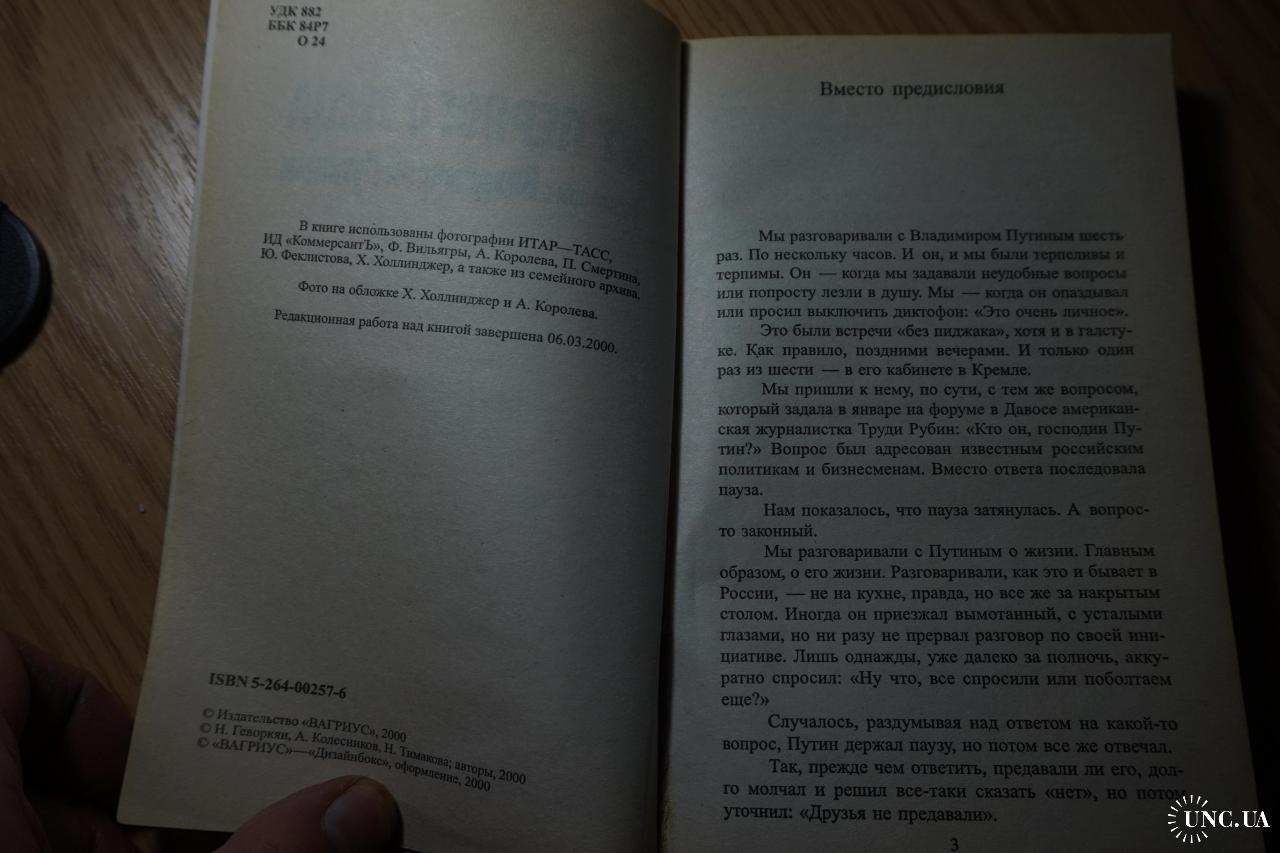 УДК 882
ББК 84Р7
О 24
В книге использованы фотографии ИТАР—ТАСС,
ИД «КоммерсантЪ», Ф. Вильягры, А. Королева, П. Смертина,
Ю. Феклистова, Х. Холлинджер, а также из семейного архива.
Фото на обложке Х. Холлинджер и А. Королева.
Редакционная работа над книгой завершена 06.03.2000.
ISBN 5-264-00257-6
© Издательство «ВАГРИУС», 2000
© Н. Геворкян, А. Колесников, Н. Тимакова; авторы, 2000
© «ВАГРИУС»—«Дизайнбокс», оформление, 2000
Вместо предисловия
Мы разговаривали с Владимиром Путиным шесть
раз. По нескольку часов. И он, и мы были терпеливы и
терпимы. Он — когда мы задавали неудобные вопросы
или попросту лезли в душу. Мы — когда он опаздывал
или просил выключить диктофон: «Это очень личное».
Это были встречи «без пиджака», хотя и в галсту-
ке. Как правило, поздними вечерами. И только один
раз из шести — в его кабинете в Кремле.
Мы пришли к нему, по сути, с тем же вопросом,
который задала в январе на форуме в Давосе американ-
ская журналистка Труди Рубин: «Кто он, господин Пу-
тин?» Вопрос был адресован известным российским
политикам и бизнесменам. Вместо ответа последовала
пауза.
Нам показалось, что пауза затянулась. А вопрос-
то законный.
Мы разговаривали с Путиным о жизни. Главным
образом, о его жизни. Разговаривали, как это и бывает в
России, — не на кухне, правда, но все же за накрытым
столом. Иногда он приезжал вымотанный, с усталыми
глазами, но ни разу не прервал разговор по своей ини-
циативе. Лишь однажды, уже далеко за полночь, акку-
ратно спросил: «Ну что, все спросили или поболтаем
еще?»
Случалось, раздумывая над ответом на какой-то
вопрос, Путин держал паузу, но потом все же отвечал.
Так, прежде чем ответить, предавали ли его, дол-
го молчал и решил все-таки сказать «нет», но потом
уточнил: «Друзья не предавали».
3
UNC.UA